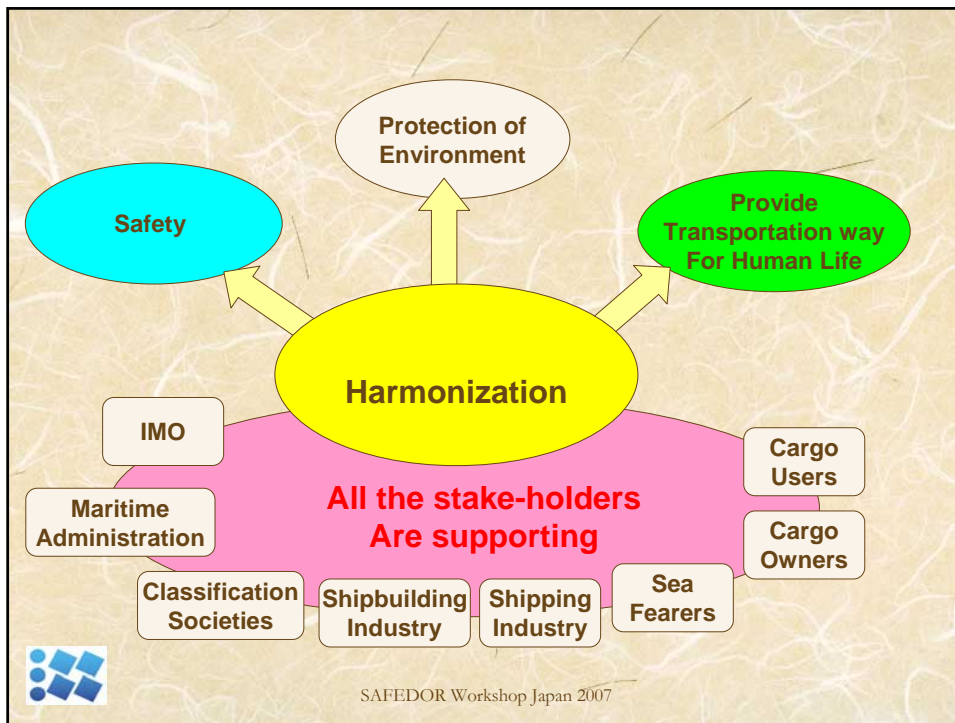 Protection of
Environment
Safety
Provide
Transportation way
For Human Life
Harmonization
IMO
Maritime
Administration
Classification
Societies
Shipbuilding
Industry
Shipping
Industry
Sea
Fearers
Cargo
Owners
Cargo
Users
All the stake-holders
Are supporting
SAFEDOR Workshop Japan 2007